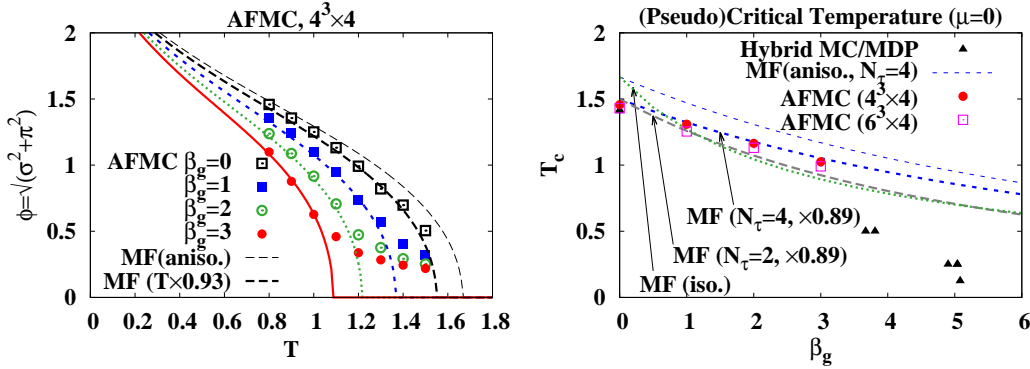 AFMC, 4³×4
2
1.5
1
0.5
0
ϕ=√(σ²+π²)
AFMC β_g=0
β_g=1
β_g=2
β_g=3
MF(aniso.)
MF (T×0.93)
0 0.2 0.4 0.6 0.8 1 1.2 1.4 1.6 1.8
T
(Pseudo)Critical Temperature (μ=0)
2
1.5
1
0.5
0
T_c
Hybrid MC/MDP
MF(aniso., N_τ=4)
AFMC (4³×4)
AFMC (6³×4)
MF (N_τ=4, ×0.89)
MF (N_τ=2, ×0.89)
MF (iso.)
0 1 2 3 4 5 6
β_g